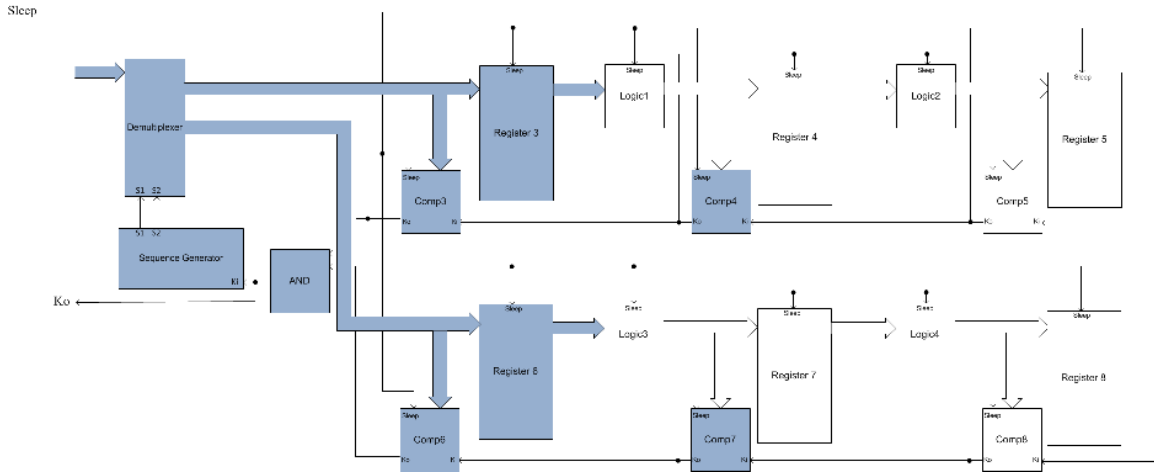 Sleep
Sleep
Sleep
Sleep
Sleep
Sleep
Logic1
Logic2
Demultiplexer
Register 3
Register 4
Register 5
Sleep
Sleep
Sleep
S1 S2
Comp3
Comp4
Comp5
Ko
Ki
Ko
Ki
Ki
S1 S2
Sequence Generator
Ki
AND
Ko
Sleep
Sleep
Sleep
Sleep
Sleep
Logic3
Logic4
Register 6
Register 7
Register 8
Sleep
Sleep
Sleep
Comp6
Comp7
Comp8
Ko
Ko
Ki
Ko
Ki